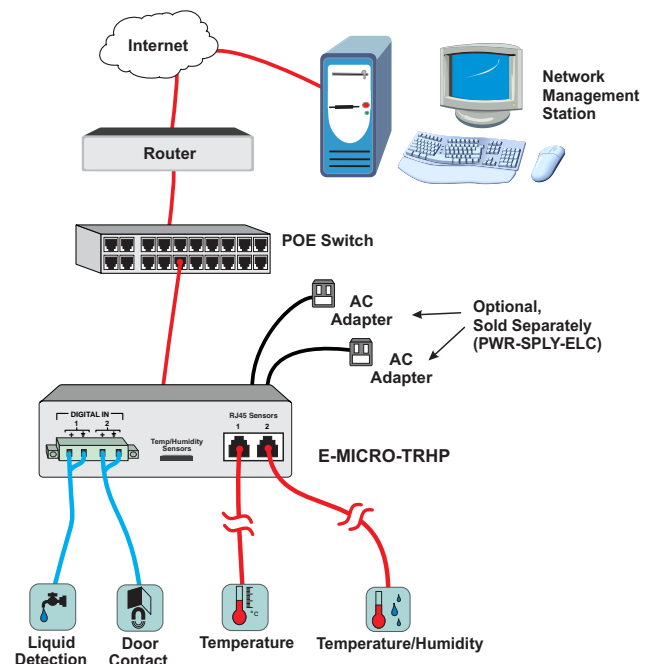 Internet
Network
Management
Station
Router
POE Switch
AC
Adapter
Optional,
Sold Separately
(PWR-SPLY-ELC)
AC
Adapter
DIGITAL IN
1 2
+ +
Temp/Humidity
Sensors
RJ45 Sensors
1 2
E-MICRO-TRHP
°C
Liquid
Detection
Door
Contact
Temperature
Temperature/Humidity